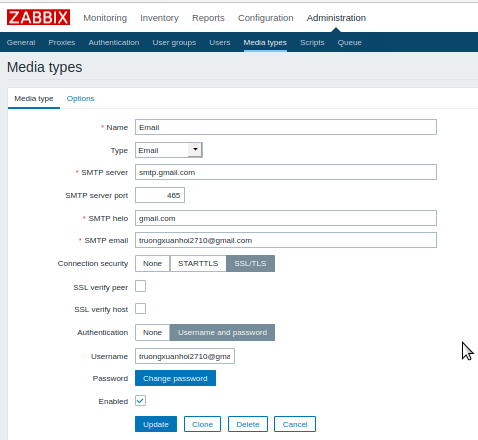 ZABBIX Monitoring Inventory Reports Configuration Administration
General Proxies Authentication User groups Users Media types Scripts Queue
Media types
Media type Options
* Name Email
Type Email
* SMTP server smtp.gmail.com
SMTP server port 465
* SMTP helo gmail.com
* SMTP email truongxuanhoi2710@gmail.com
Connection security None STARTTLS SSL/TLS
SSL verify peer
SSL verify host
Authentication None Username and password
Username truongxuanhoi2710@gma
Password Change password
Enabled
Update Clone Delete Cancel